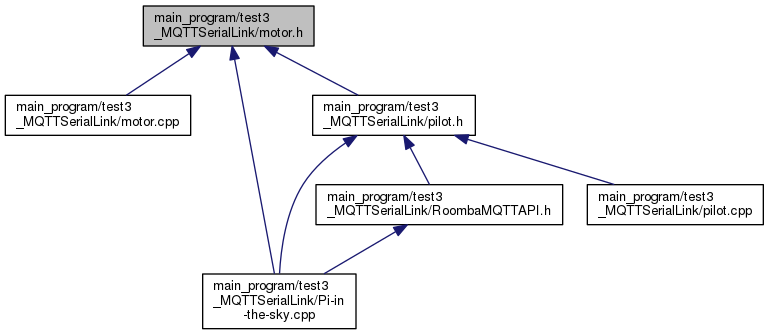 main_program/test3
_MQTTSerialLink/motor.h
main_program/test3
_MQTTSerialLink/motor.cpp
main_program/test3
_MQTTSerialLink/pilot.h
main_program/test3
_MQTTSerialLink/RoombaMQTTAPI.h
main_program/test3
_MQTTSerialLink/pilot.cpp
main_program/test3
_MQTTSerialLink/Pi-in
-the-sky.cpp